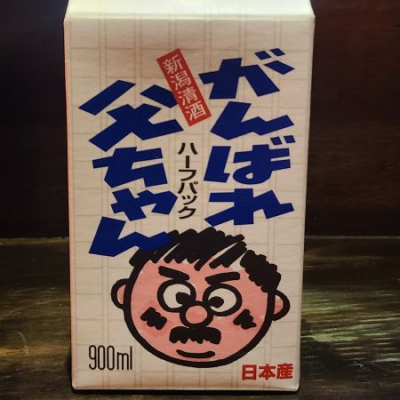 がんばれ
父ちゃん
新潟清酒
ハーフパック
900ml
日本産